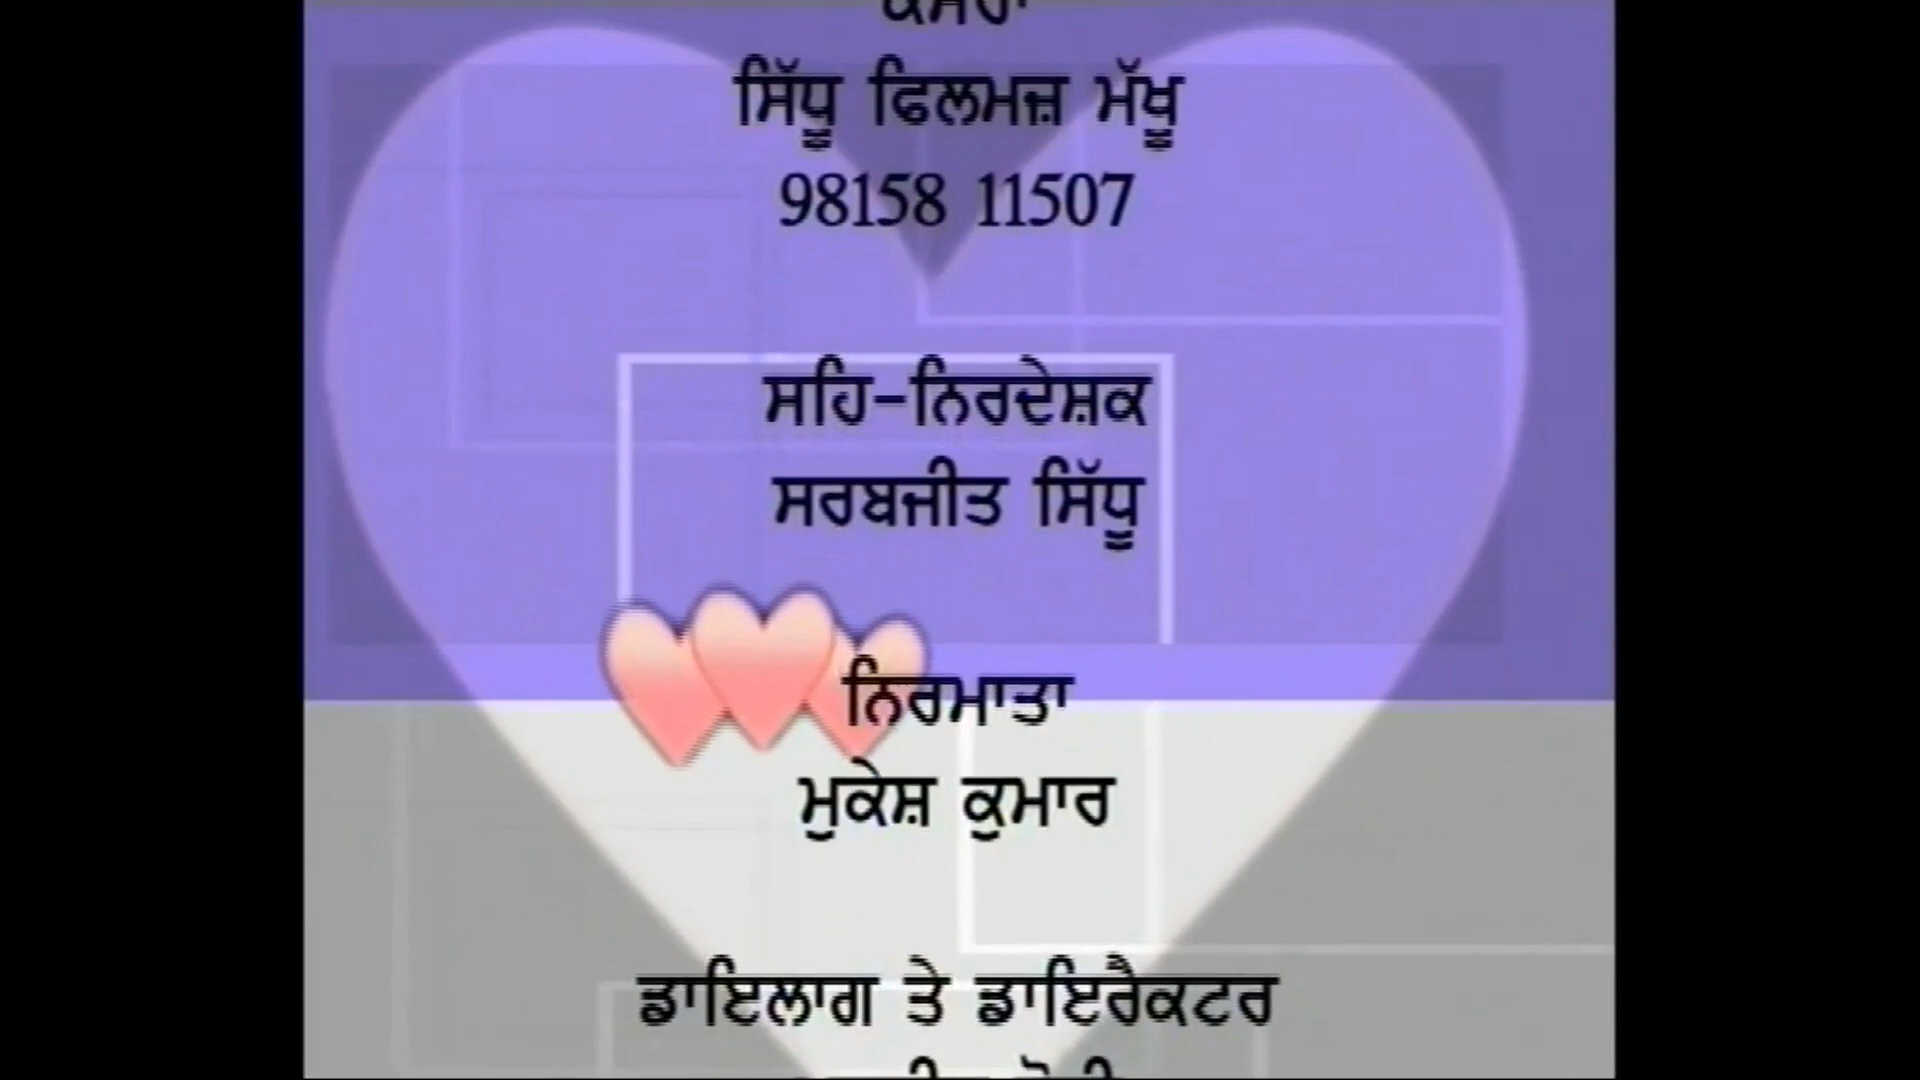 ਸਿੱਧੂ ਫਿਲਮਜ਼ ਮੱਖੂ
98158 11507
ਸਹਿ-ਨਿਰਦੇਸ਼ਕ
ਸਰਬਜੀਤ ਸਿੱਧੂ
ਨਿਰਮਾਤਾ
ਮੁਕੇਸ਼ ਕੁਮਾਰ
ਡਾਇਲਾਗ ਤੇ ਡਾਇਰੈਕਟਰ